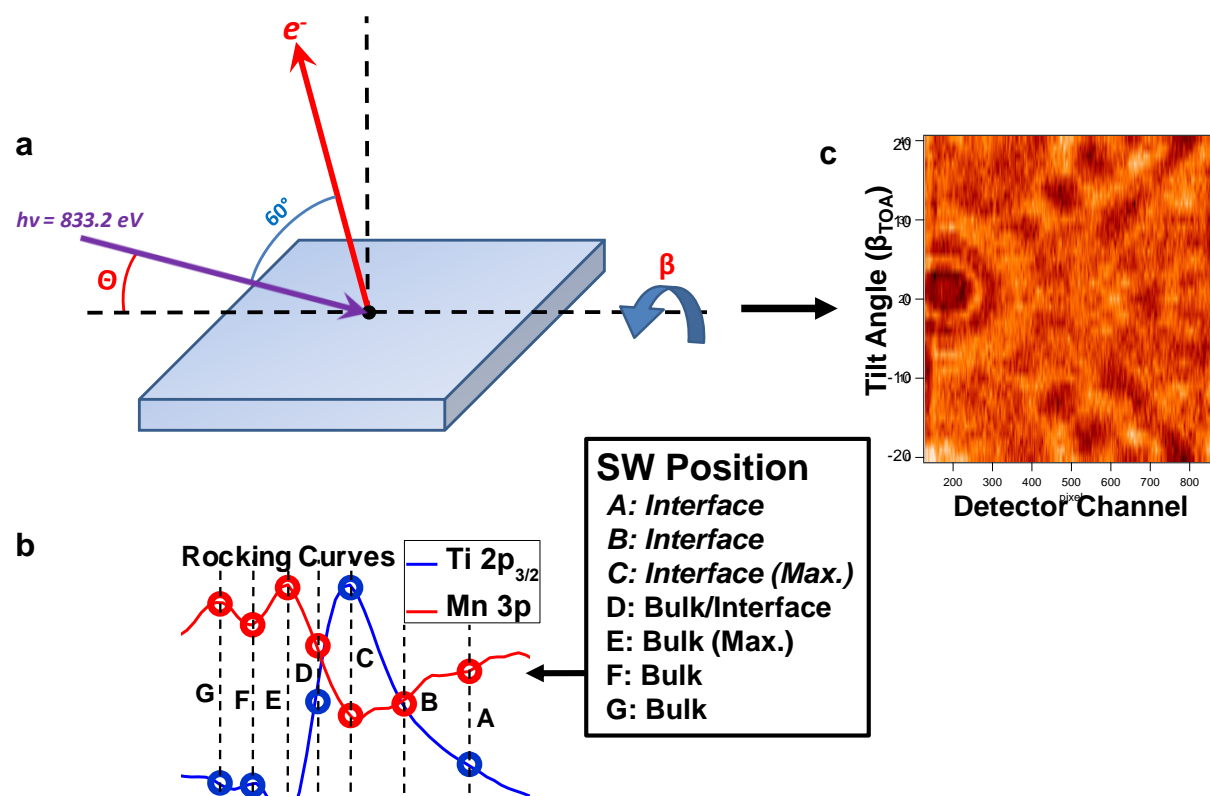 a
e-
60°
hν = 833.2 eV
Θ
β
c
Tilt Angle (βTOA)
20
10
20
-10
-20
200 300 400 500 600 700 800
pixel
Detector Channel
SW Position
A: Interface
B: Interface
C: Interface (Max.)
D: Bulk/Interface
E: Bulk (Max.)
F: Bulk
G: Bulk
b
Rocking Curves
Ti 2p3/2
Mn 3p
G F E D C B A